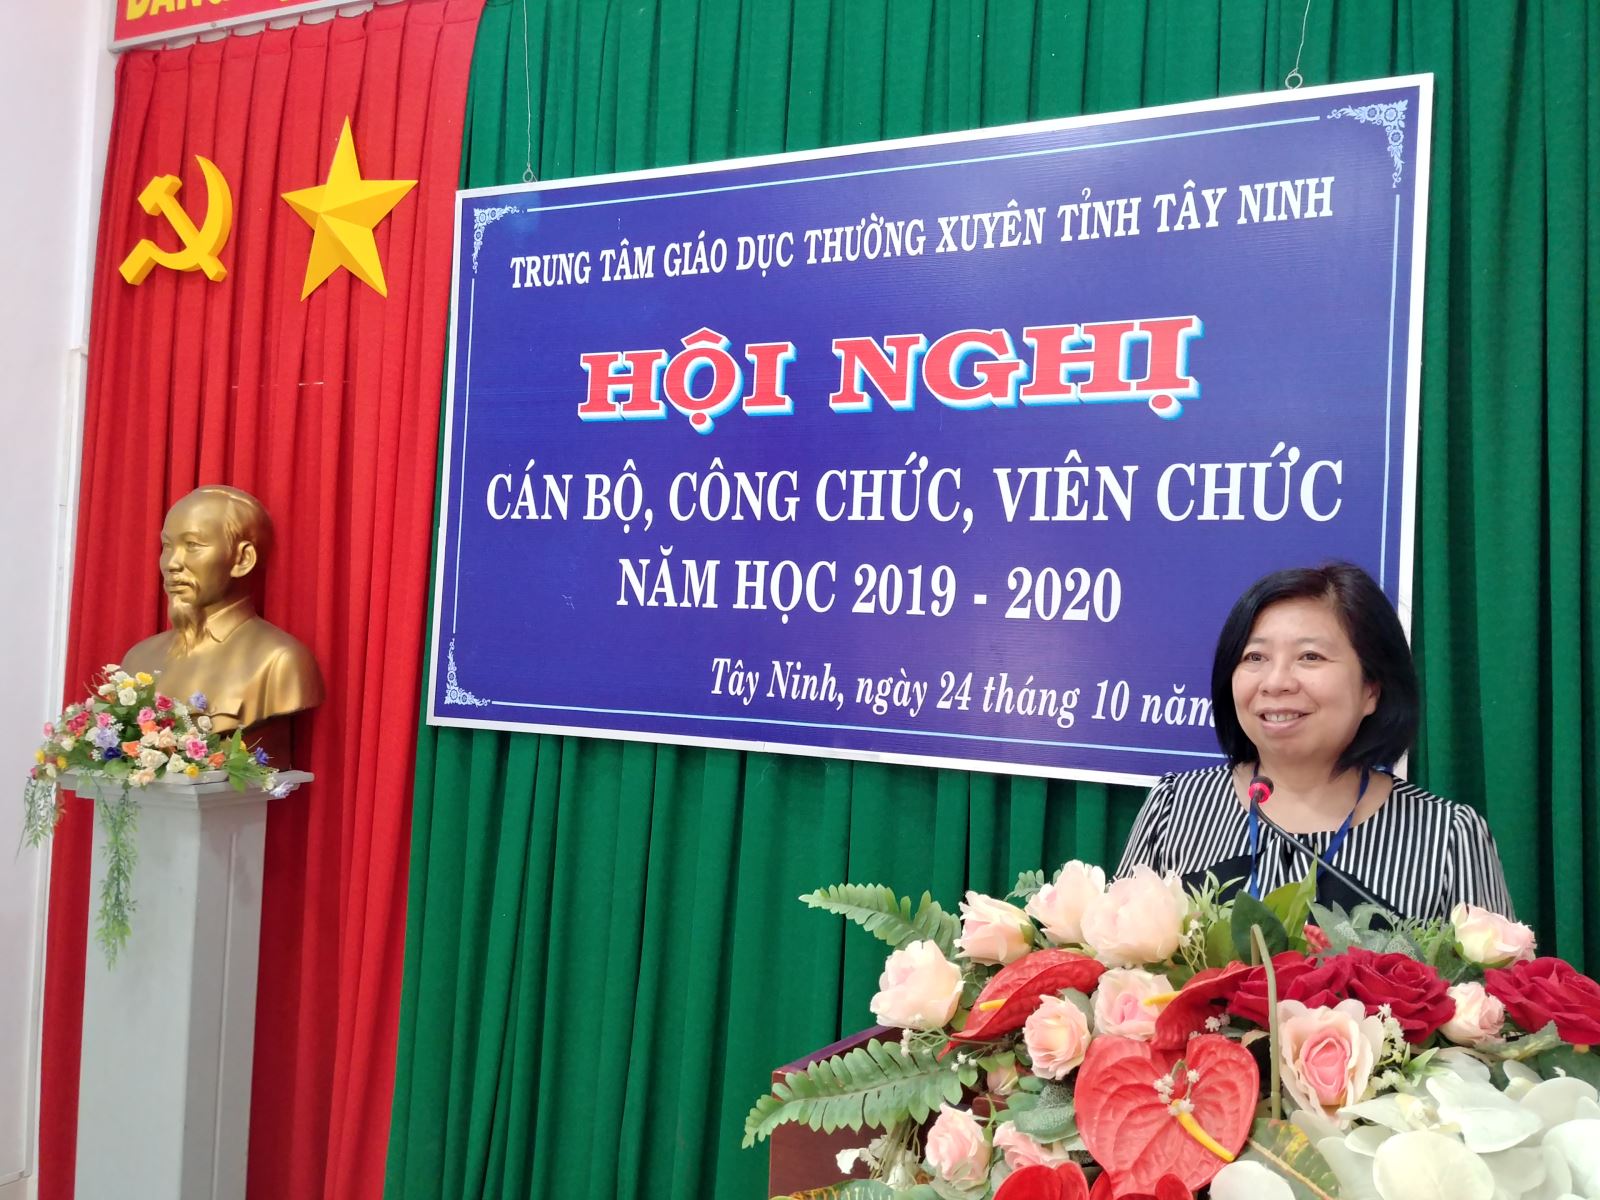 ĐẢNG
TRUNG TÂM GIÁO DỤC THƯỜNG XUYÊN TỈNH TÂY NINH
HỘI NGHỊ
CÁN BỘ, CÔNG CHỨC, VIÊN CHỨC
NĂM HỌC 2019 - 2020
Tây Ninh, ngày 24 tháng 10 năm